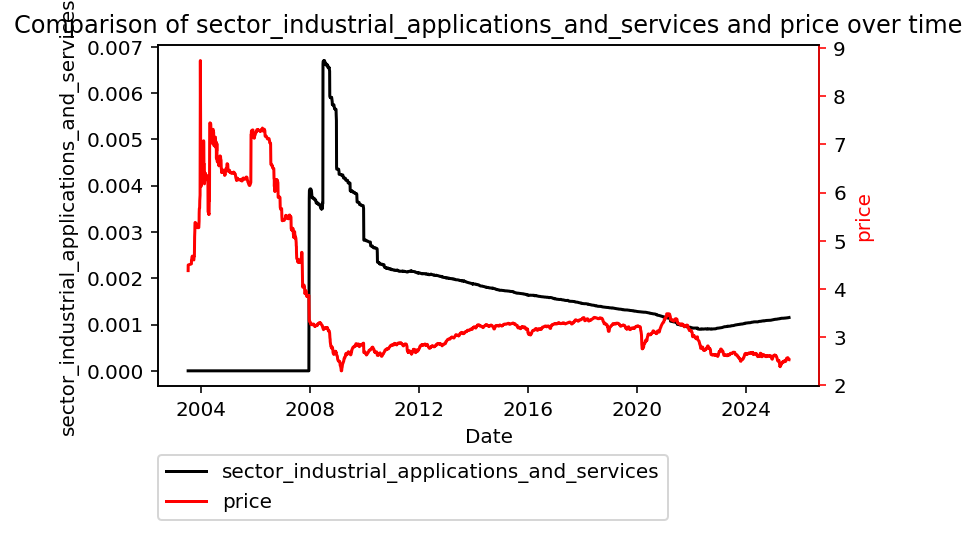 Comparison of sector_industrial_applications_and_services and price over time
sector_industrial_applications_and_services
0.007
0.006
0.005
0.004
0.003
0.002
0.001
0.000
9
8
7
6
5
4
3
2
price
2004 2008 2012 2016 2020 2024
Date
sector_industrial_applications_and_services
price